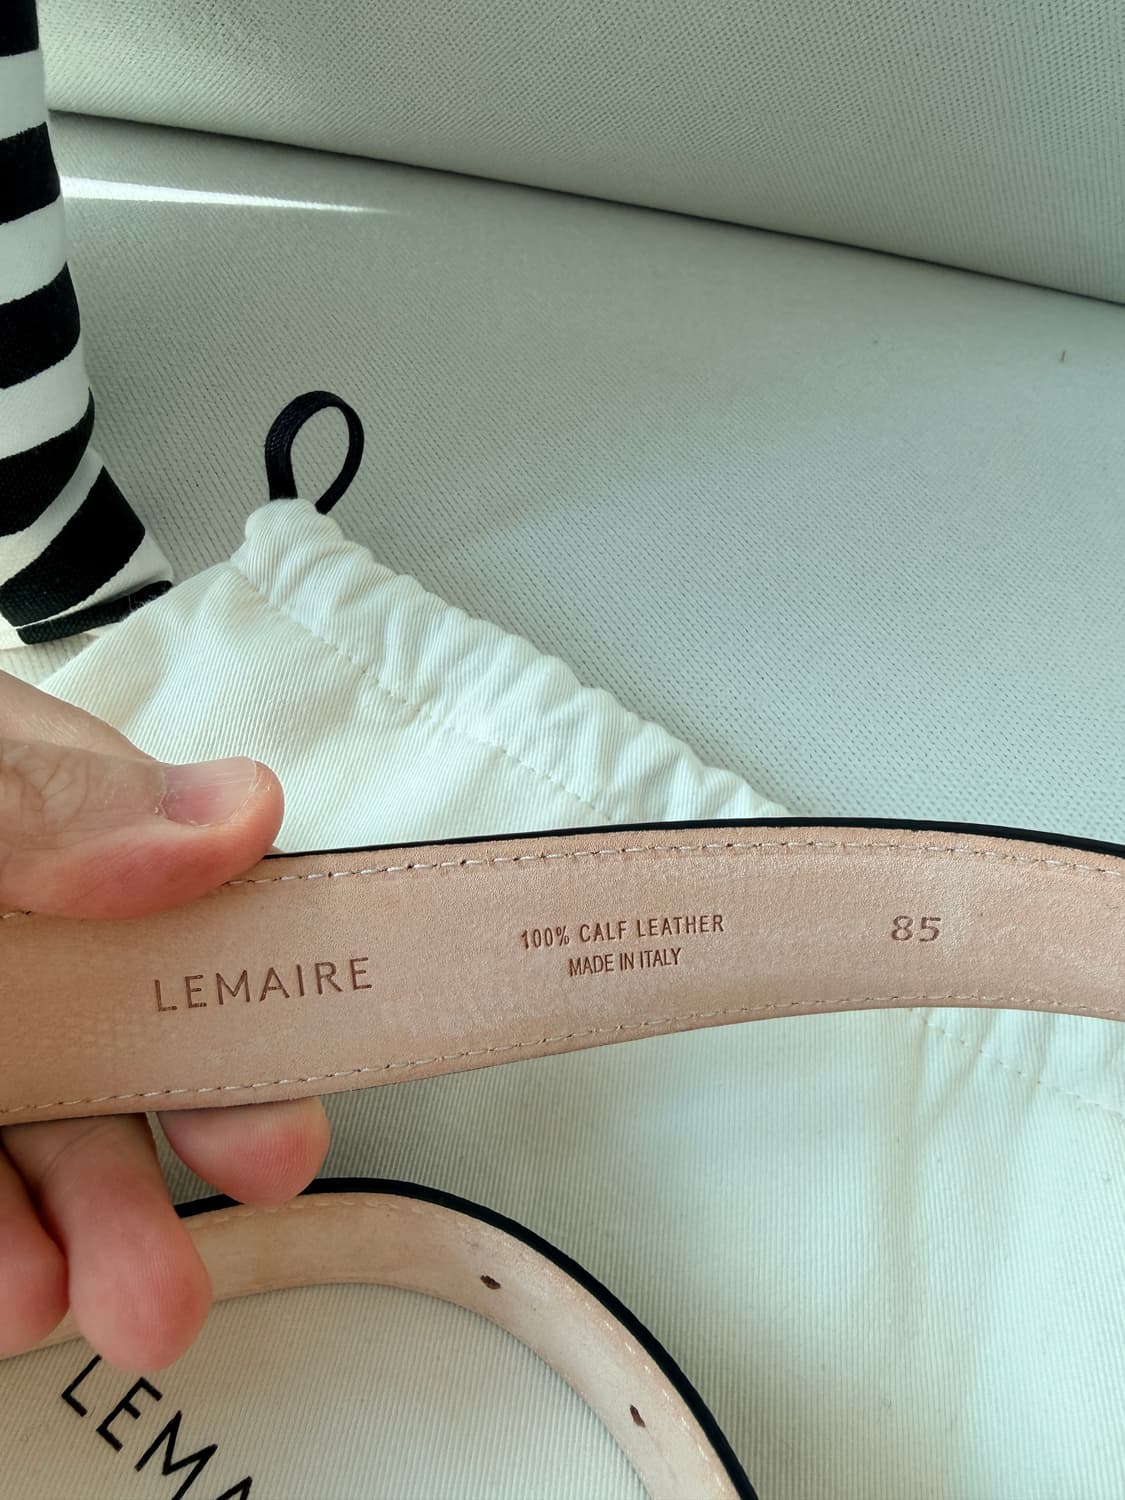 LEMAIRE
100% CALF LEATHER
MADE IN ITALY
85
LEMA